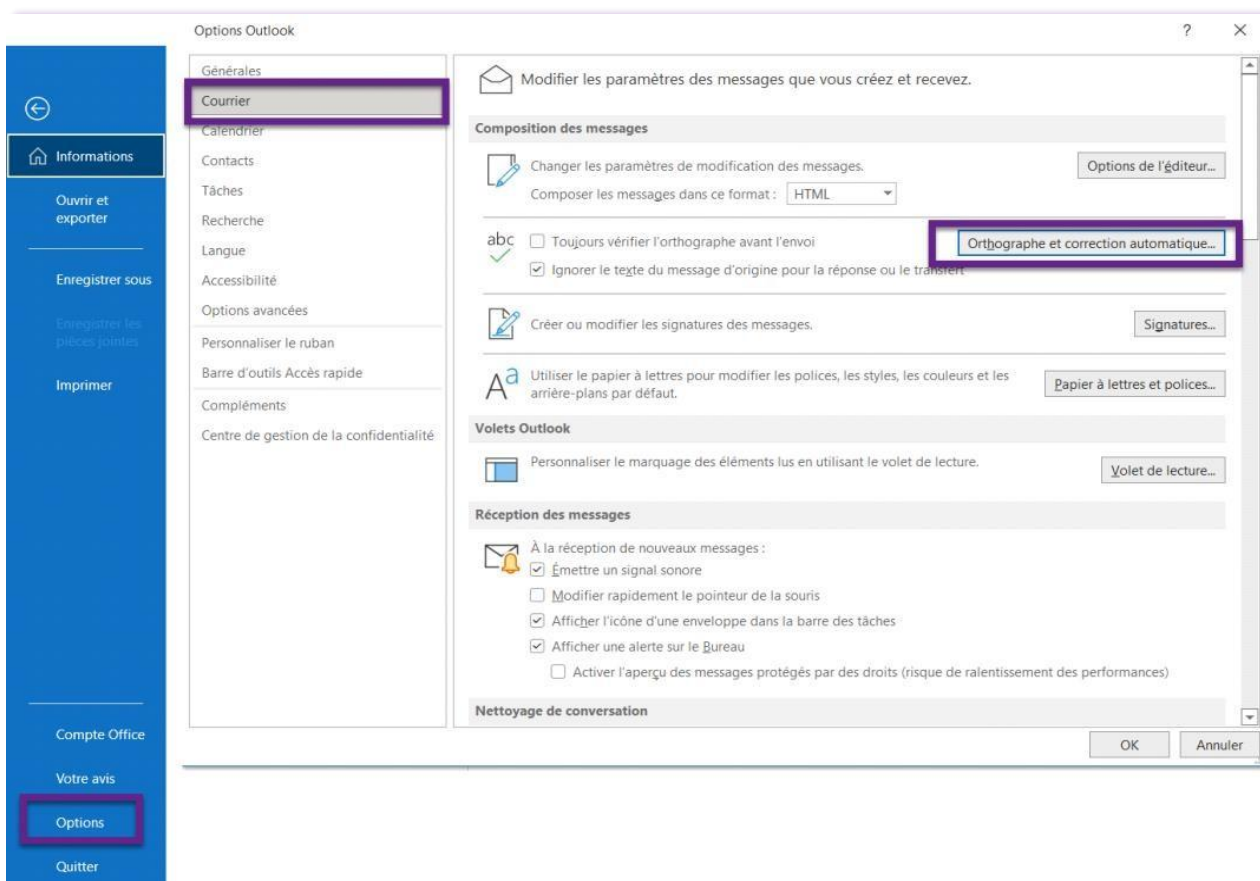 Options Outlook
?
Informations
Ouvrir et
exporter
Enregistrer sous
Enregistrer les
pièces jointes
Imprimer
Compte Office
Votre avis
Options
Quitter
Générales
Courrier
Calendrier
Contacts
Tâches
Recherche
Langue
Accessibilité
Options avancées
Personnaliser le ruban
Barre d'outils Accès rapide
Compléments
Centre de gestion de la confidentialité
Modifier les paramètres des messages que vous créez et recevez.
Composition des messages
Changer les paramètres de modification des messages.
Options de l'éditeur...
Composer les messages dans ce format :
HTML
abc
Toujours vérifier l'orthographe avant l'envoi
Orthographe et correction automatique...
Ignorer le texte du message d'origine pour la réponse ou le transfert
Créer ou modifier les signatures des messages.
Signatures...
Aa
Utiliser le papier à lettres pour modifier les polices, les styles, les couleurs et les
arrière-plans par défaut.
Papier à lettres et polices...
Volets Outlook
Personnaliser le marquage des éléments lus en utilisant le volet de lecture.
Volet de lecture...
Réception des messages
À la réception de nouveaux messages :
Émettre un signal sonore
Modifier rapidement le pointeur de la souris
Afficher l'icône d'une enveloppe dans la barre des tâches
Afficher une alerte sur le Bureau
Activer l'aperçu des messages protégés par des droits (risque de ralentissement des performances)
Nettoyage de conversation
OK
Annuler